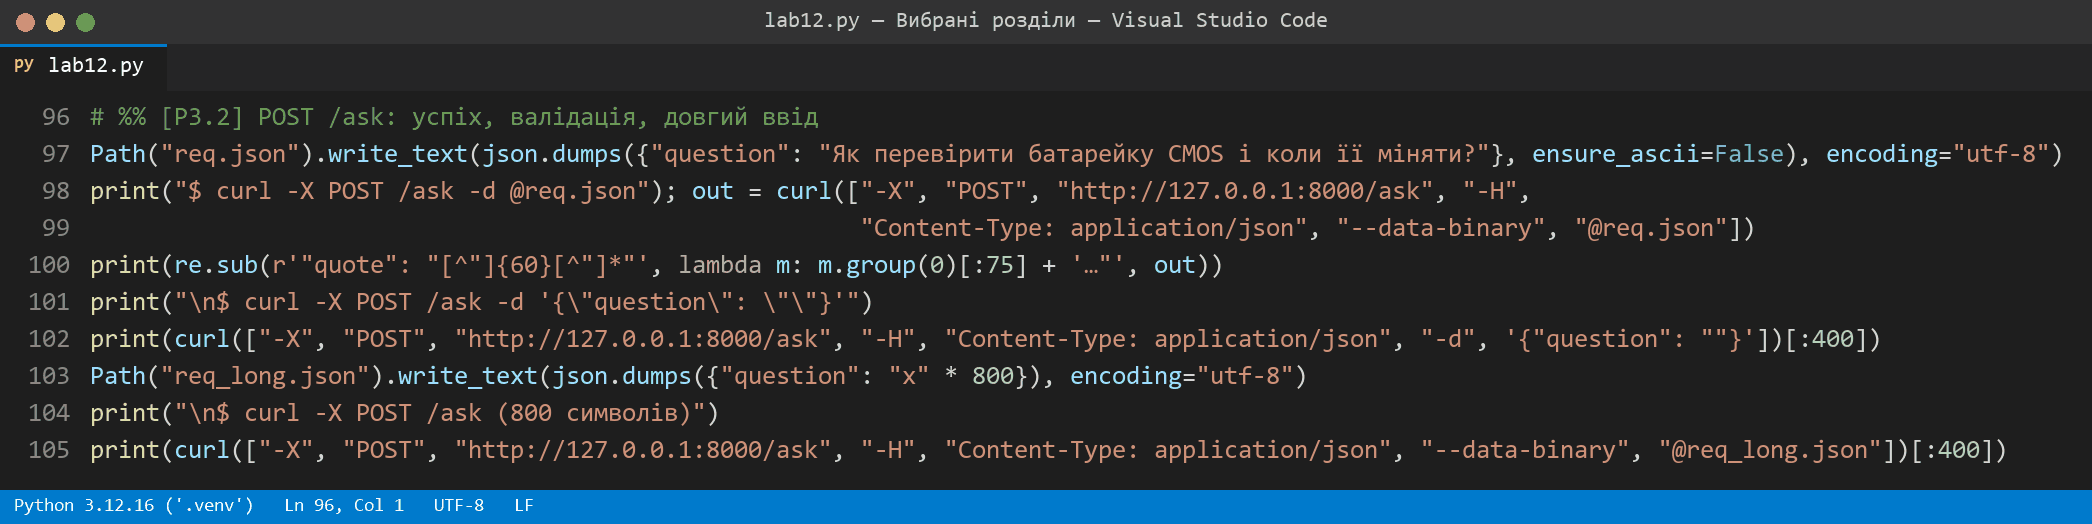 lab12.py — Вибрані розділи — Visual Studio Code
py lab12.py
96 # %% [P3.2] POST /ask: успіх, валідація, довгий ввід
97 Path("req.json").write_text(json.dumps({"question": "Як перевірити батарейку CMOS і коли її міняти?"}, ensure_ascii=False), encoding="utf-8")
98 print("$ curl -X POST /ask -d @req.json"); out = curl(["-X", "POST", "http://127.0.0.1:8000/ask", "-H",
99 "Content-Type: application/json", "--data-binary", "@req.json"])
100 print(re.sub(r'"quote": "[^"]{60}[^"]*"', lambda m: m.group(0)[:75] + '…"', out))
101 print("\n$ curl -X POST /ask -d '{\"question\": \"\"}'")
102 print(curl(["-X", "POST", "http://127.0.0.1:8000/ask", "-H", "Content-Type: application/json", "-d", '{"question": ""}'])[:400])
103 Path("req_long.json").write_text(json.dumps({"question": "x" * 800}), encoding="utf-8")
104 print("\n$ curl -X POST /ask (800 символів)")
105 print(curl(["-X", "POST", "http://127.0.0.1:8000/ask", "-H", "Content-Type: application/json", "--data-binary", "@req_long.json"])[:400])
Python 3.12.16 ('.venv') Ln 96, Col 1 UTF-8 LF